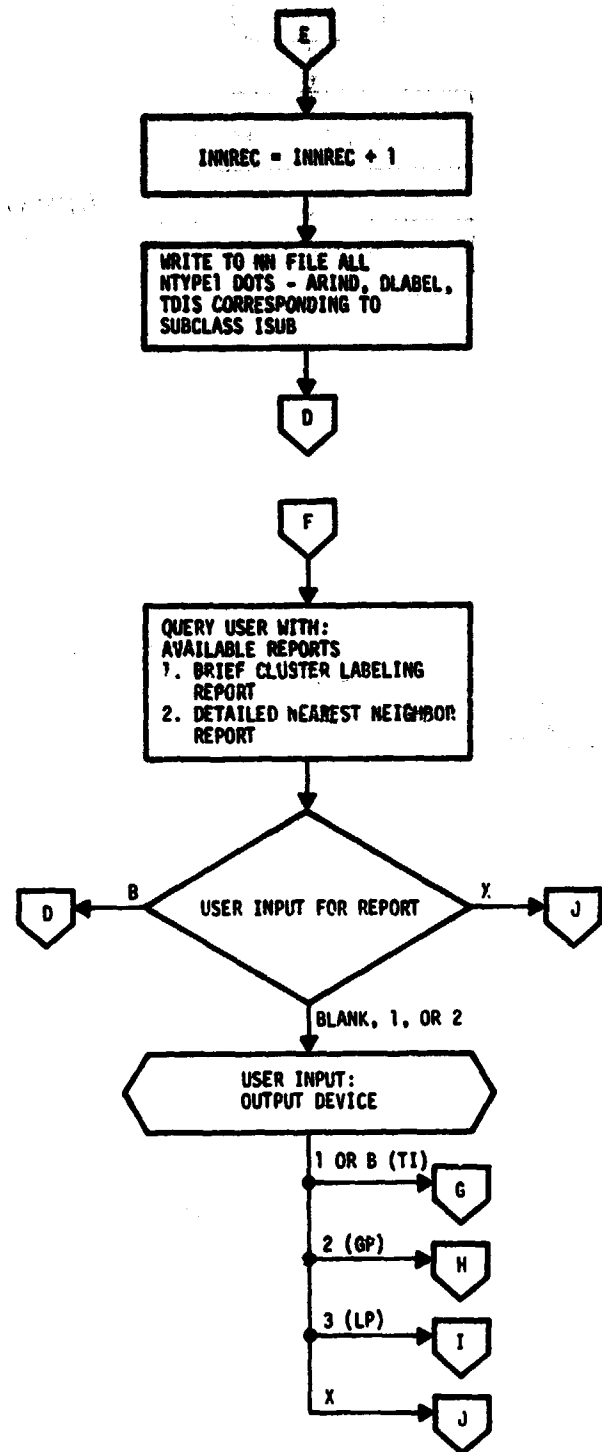 E
INNREC = INNREC + 1
WRITE TO NN FILE ALL
NTYPE1 DOTS - ARIND, DLABEL,
TDIS CORRESPONDING TO
SUBCLASS ISUB
D
F
QUERY USER WITH:
AVAILABLE REPORTS
1. BRIEF CLUSTER LABELING
REPORT
2. DETAILED NEAREST NEIGHBOR
REPORT
B
X
D
USER INPUT FOR REPORT
J
BLANK, 1, OR 2
USER INPUT:
OUTPUT DEVICE
1 OR B (TI)
G
2 (GP)
H
3 (LP)
I
X
J